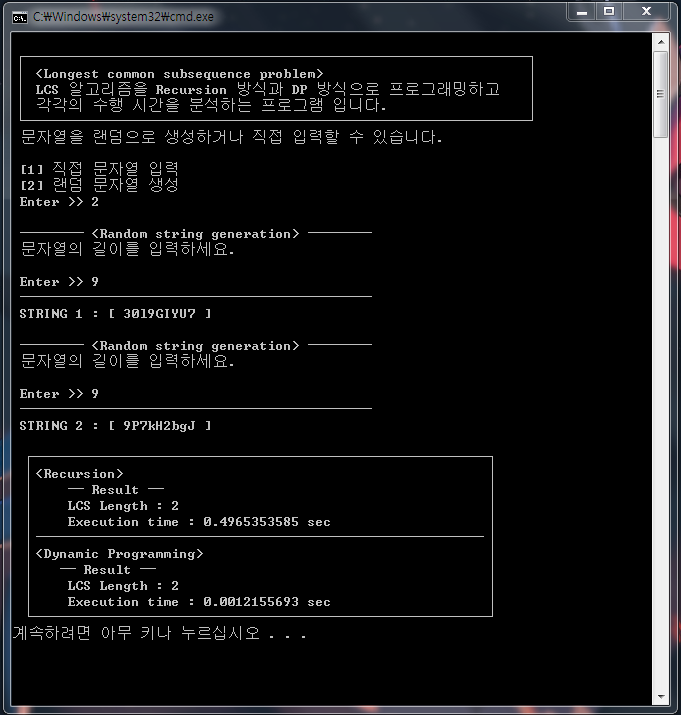 C:₩Windows₩system32₩cmd.exe
<Longest common subsequence problem>
LCS 알고리즘을 Recursion 방식과 DP 방식으로 프로그래밍하고
각각의 수행 시간을 분석하는 프로그램 입니다.
문자열을 랜덤으로 생성하거나 직접 입력할 수 있습니다.
[1] 직접 문자열 입력
[2] 랜덤 문자열 생성
Enter >> 2
<Random string generation>
문자열의 길이를 입력하세요.
Enter >> 9
STRING 1 : [ 30l9GIYU7 ]
<Random string generation>
문자열의 길이를 입력하세요.
Enter >> 9
STRING 2 : [ 9P7kH2bgJ ]
<Recursion>
── Result ──
LCS Length : 2
Execution time : 0.4965353585 sec
<Dynamic Programming>
── Result ──
LCS Length : 2
Execution time : 0.0012155693 sec
계속하려면 아무 키나 누르십시오 . . .